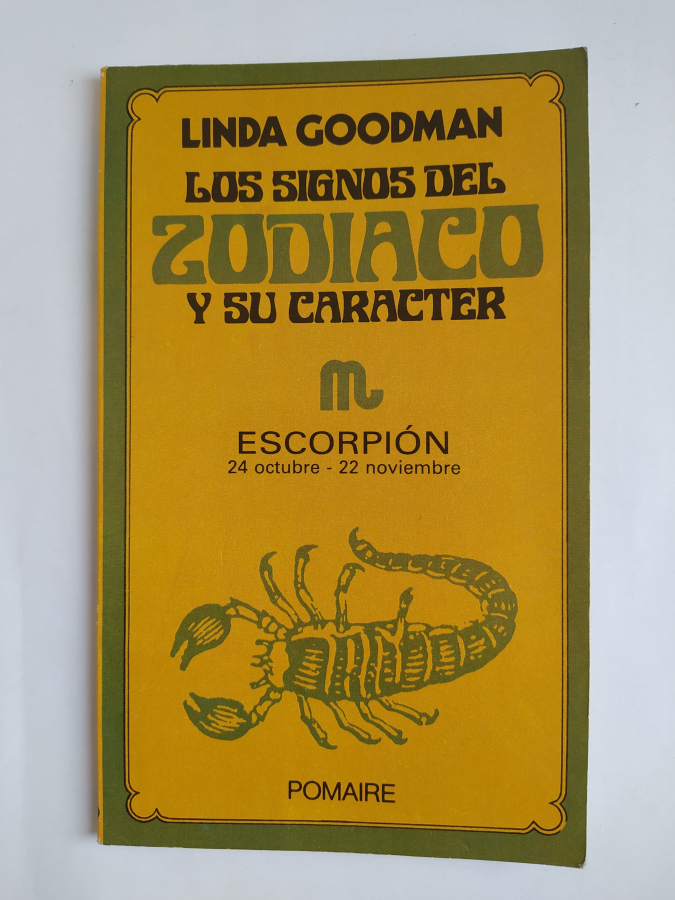 LINDA GOODMAN
LOS SIGNOS DEL
ZODIACO
Y SU CARACTER
ESCORPIÓN
24 octubre - 22 noviembre
POMAIRE